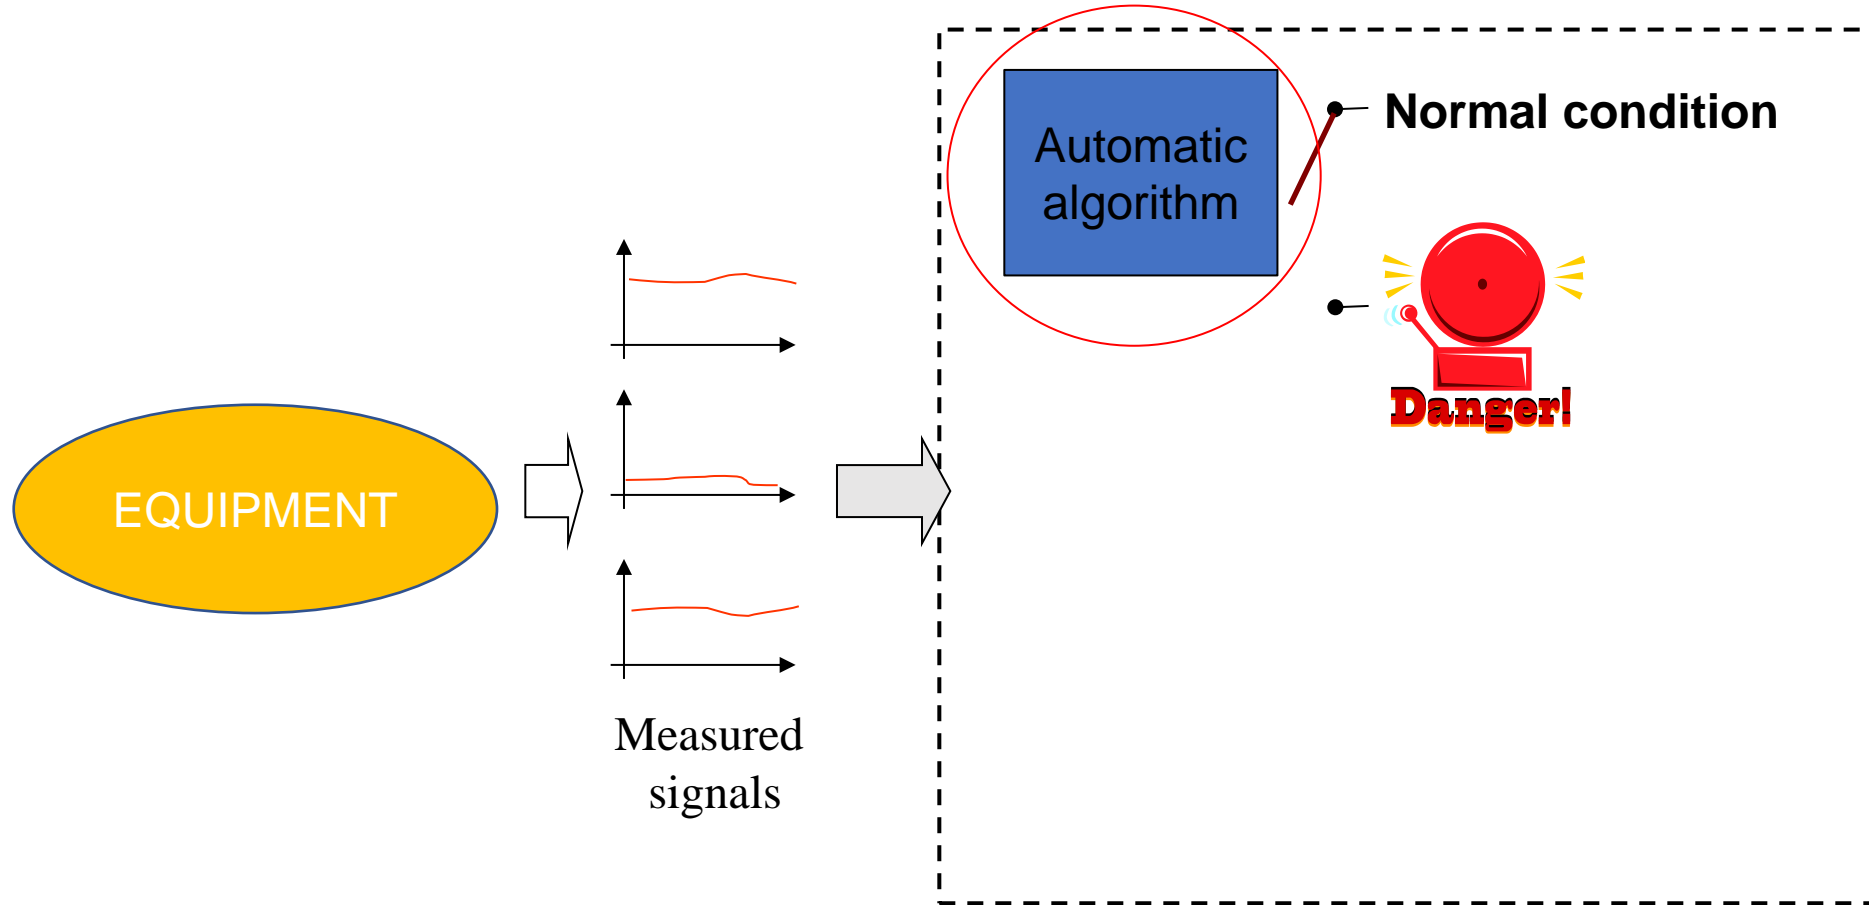 Automatic
algorithm
Normal condition
Danger!
EQUIPMENT
Measured
signals